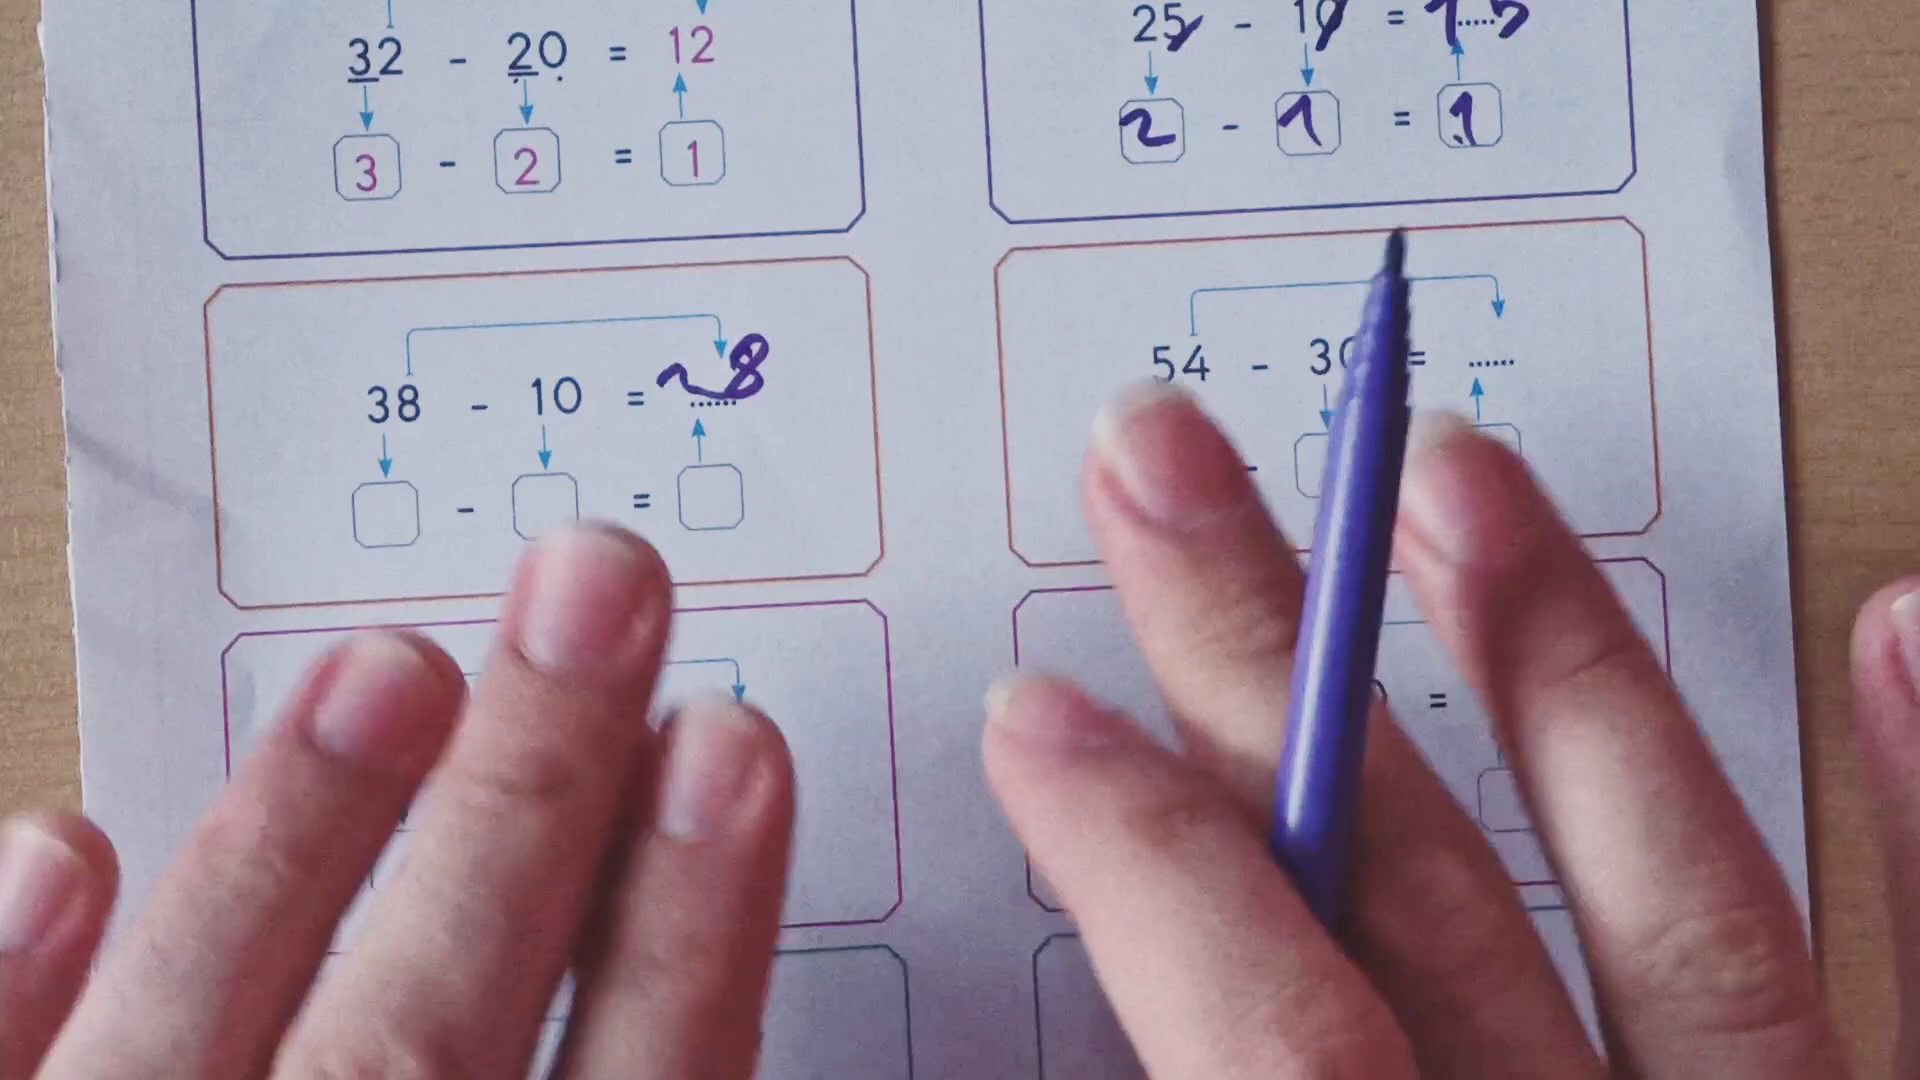 32 - 20 = 12
3 - 2 = 1
25 - 10 = 15
2 - 1 = 1
38 - 10 = 28
- =
54 - 30 = ......
-
=